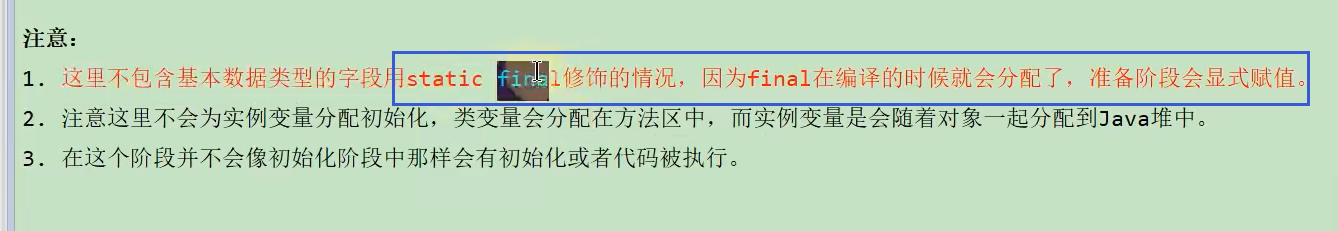 注意：
1. 这里不包含基本数据类型的字段用static final修饰的情况，因为final在编译的时候就会分配了，准备阶段会显式赋值。
2. 注意这里不会为实例变量分配初始化，类变量会分配在方法区中，而实例变量是会随着对象一起分配到Java堆中。
3. 在这个阶段并不会像初始化阶段中那样会有初始化或者代码被执行。